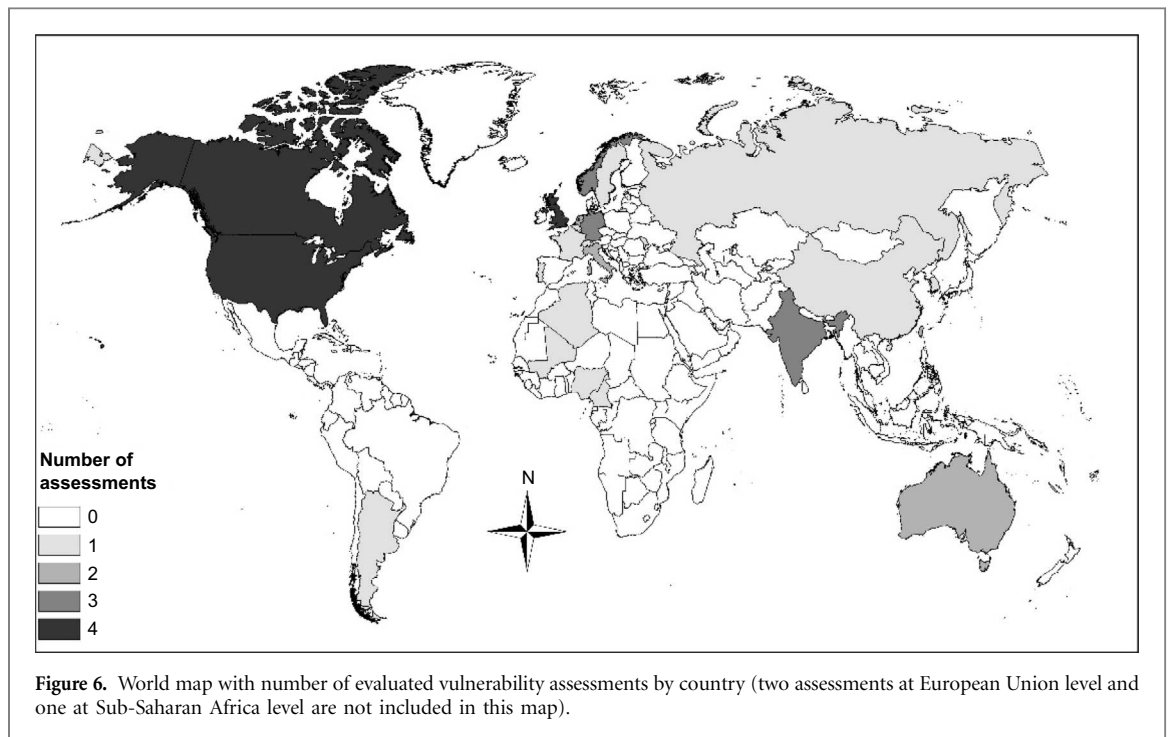 N
Number of
assessments
0
1
2
3
4
Figure 6. World map with number of evaluated vulnerability assessments by country (two assessments at European Union level and
one at Sub-Saharan Africa level are not included in this map).